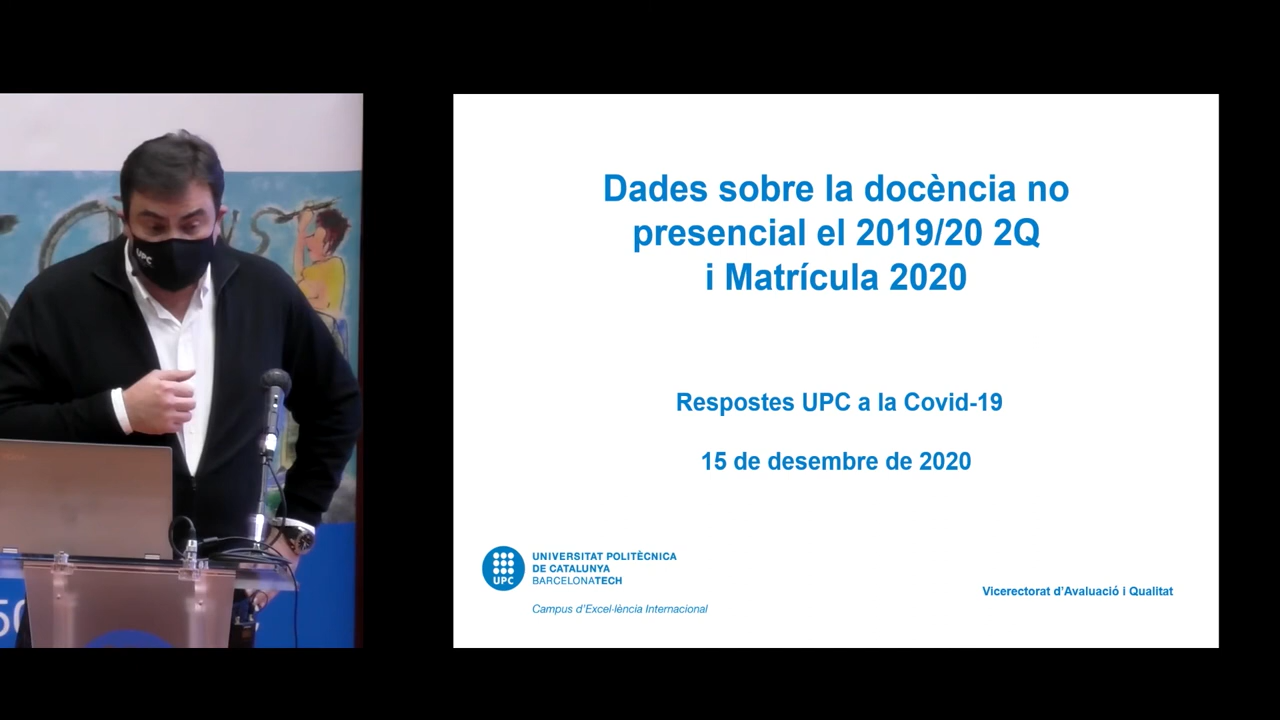 UPC
Dades sobre la docència no
presencial el 2019/20 2Q
i Matrícula 2020
Respostes UPC a la Covid-19
15 de desembre de 2020
UPC
UNIVERSITAT POLITÈCNICA
DE CATALUNYA
BARCELONATECH
Campus d'Excel·lència Internacional
Vicerectorat d'Avaluació i Qualitat